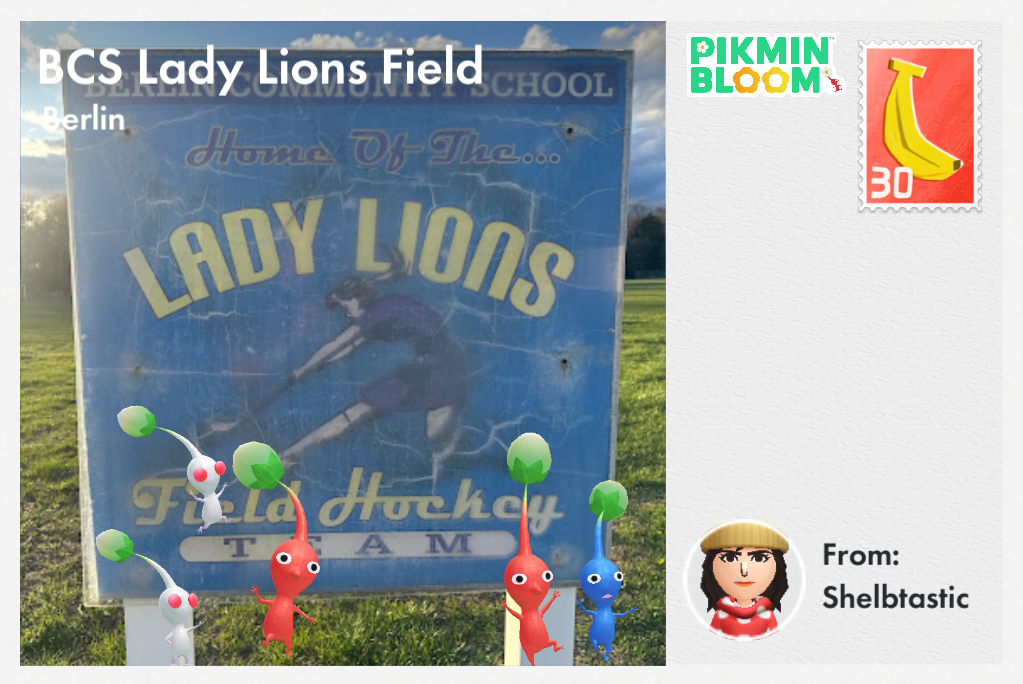 BCS Lady Lions Field
Berlin
BERLIN COMMUNITY SCHOOL
Home Of The...
LADY LIONS
Field Hockey
TEAM
PIKMIN™
BLOOM
30
From:
Shelbtastic